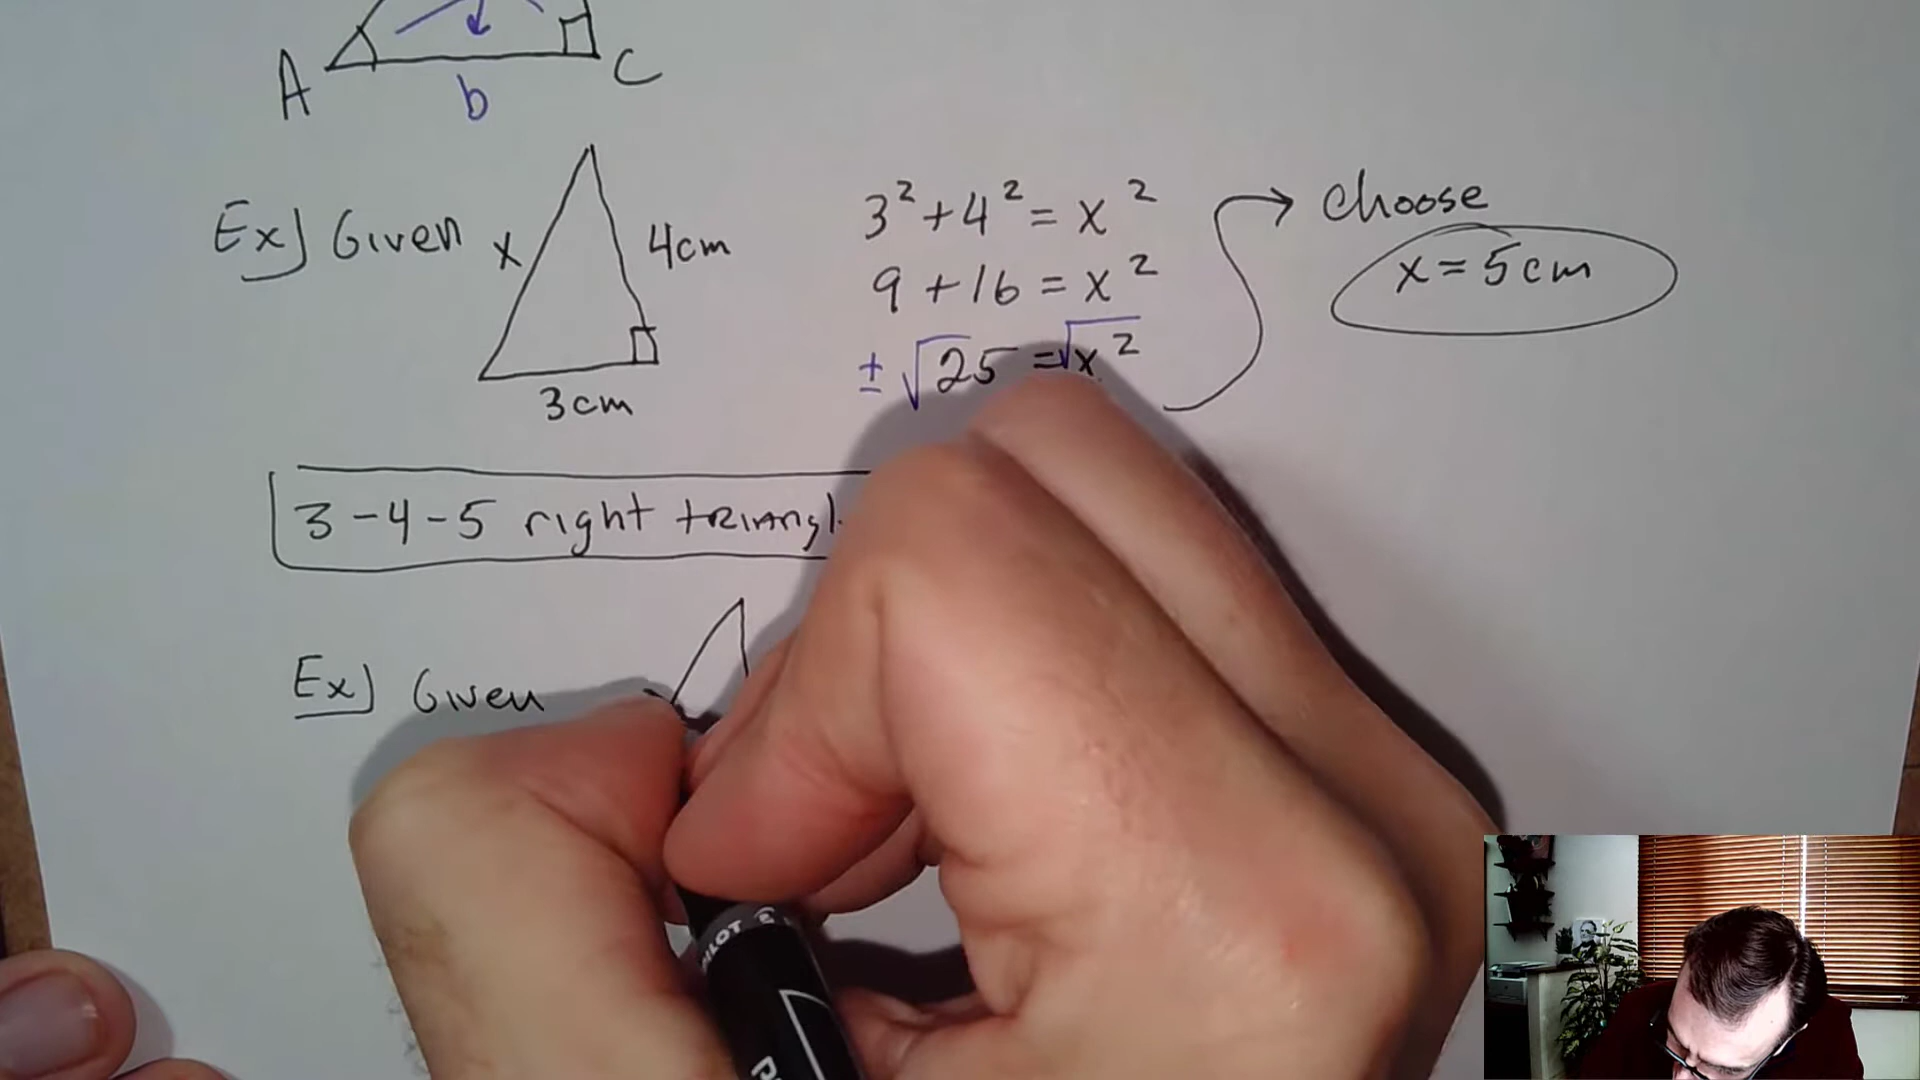 A
b
C
Ex] Given
x
4cm
3cm
3² + 4² = x²
9 + 16 = x²
± √25 = √x²
choose
x = 5cm
3-4-5 right
Ex] Given
PILOT